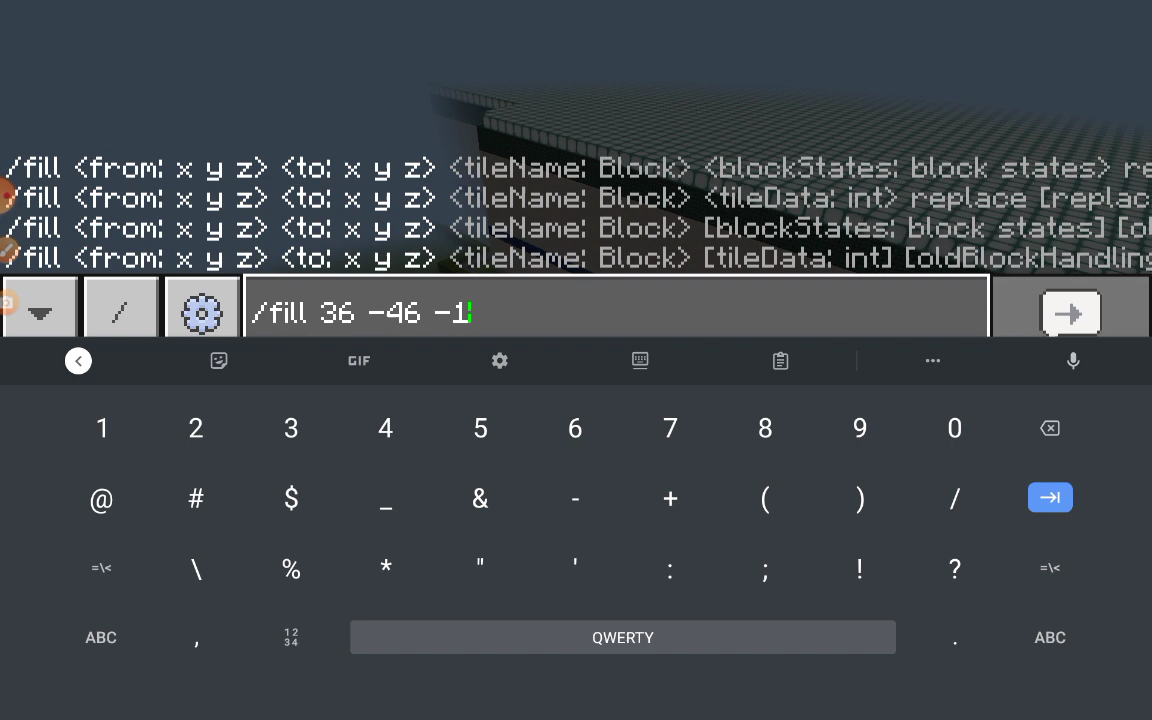 /fill <from: x y z> <to: x y z> <tileName: Block> <blockStates: block states> re
/fill <from: x y z> <to: x y z> <tileName: Block> <tileData: int> replace [replac
/fill <from: x y z> <to: x y z> <tileName: Block> [blockStates: block states] [ol
/fill <from: x y z> <to: x y z> <tileName: Block> [tileData: int] [oldBlockHandling
/
/fill 36 -46 -1
GIF
1 2 3 4 5 6 7 8 9 0
@ # $ _ & - + ( ) /
=\< \ % * " ' : ; ! ? =\<
ABC , 12 34 QWERTY . ABC